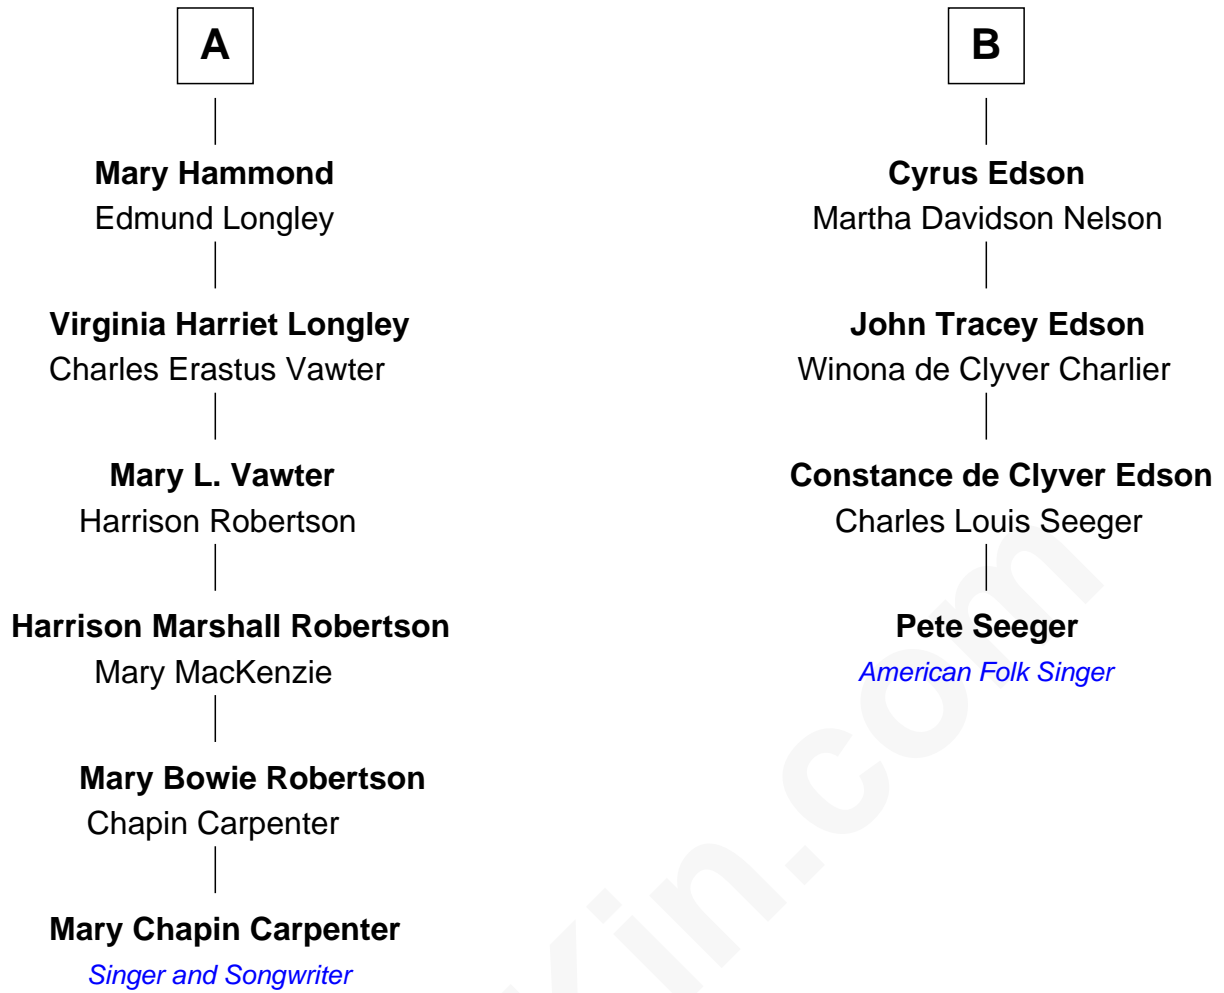 A
Mary Hammond
Edmund Longley
Virginia Harriet Longley
Charles Erastus Vawter
Mary L. Vawter
Harrison Robertson
Harrison Marshall Robertson
Mary MacKenzie
Mary Bowie Robertson
Chapin Carpenter
Mary Chapin Carpenter
Singer and Songwriter
B
Cyrus Edson
Martha Davidson Nelson
John Tracey Edson
Winona de Clyver Charlier
Constance de Clyver Edson
Charles Louis Seeger
Pete Seeger
American Folk Singer
kin.com